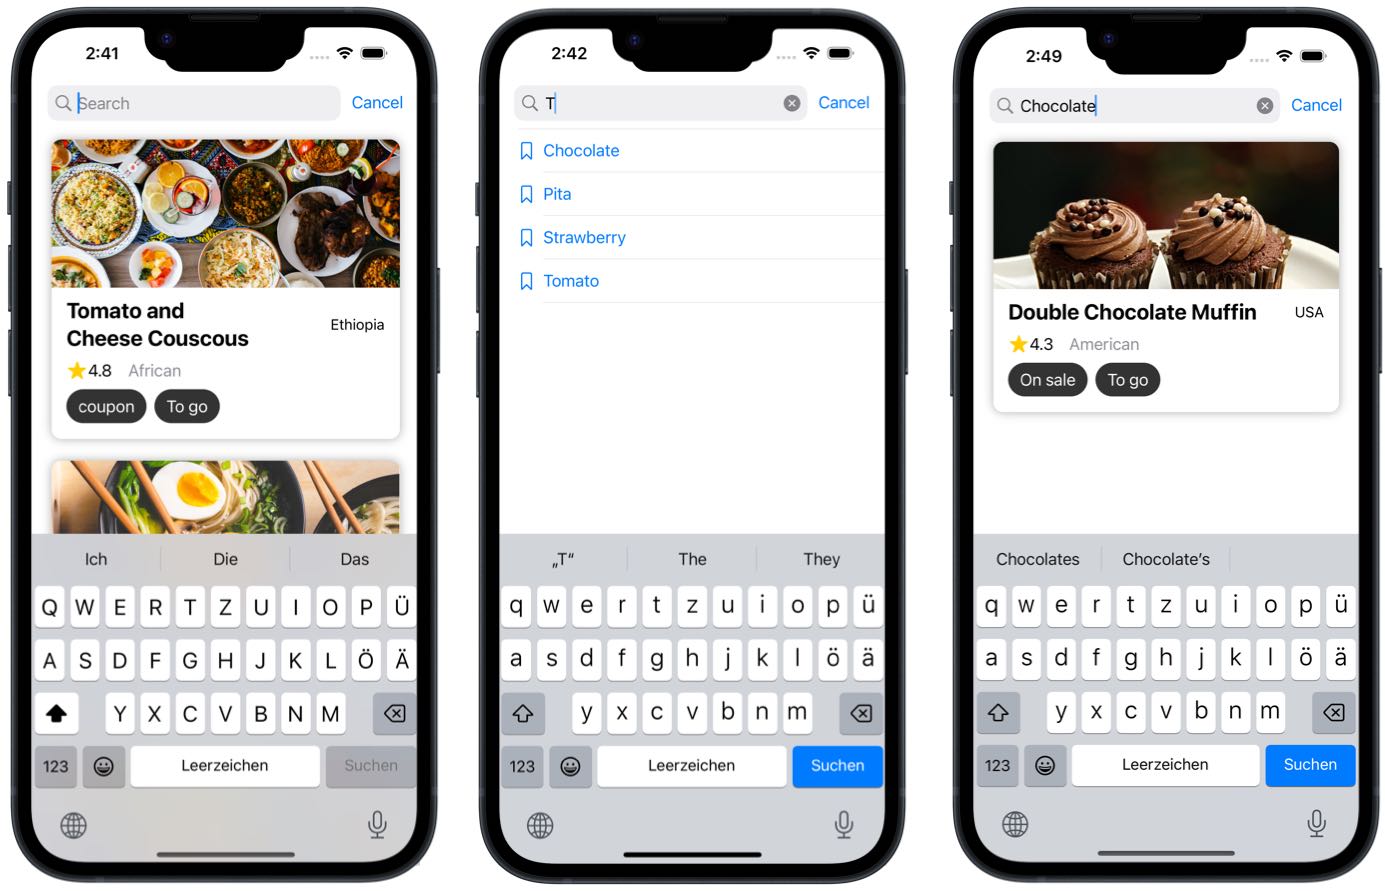 2:41
Search
Cancel
Tomato and
Cheese Couscous
Ethiopia
4.8 African
coupon
To go
Ich
Die
Das
Q W E R T Z U I O P Ü
A S D F G H J K L Ö Ä
Y X C V B N M
123
Leerzeichen
Suchen
2:42
T
Cancel
Chocolate
Pita
Strawberry
Tomato
„T“
The
They
q w e r t z u i o p ü
a s d f g h j k l ö ä
y x c v b n m
123
Leerzeichen
Suchen
2:49
Chocolate
Cancel
Double Chocolate Muffin
USA
4.3 American
On sale
To go
Chocolates
Chocolate’s
q w e r t z u i o p ü
a s d f g h j k l ö ä
y x c v b n m
123
Leerzeichen
Suchen